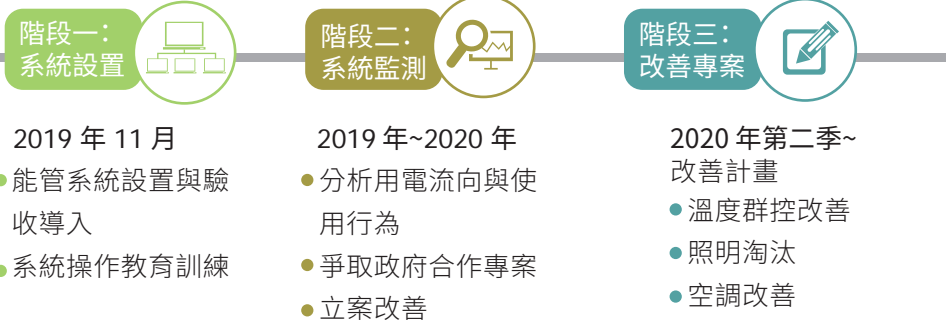 階段一：
系統設置
2019 年 11 月
能管系統設置與驗
收導入
系統操作教育訓練
階段二：
系統監測
2019 年~2020 年
分析用電流向與使
用行為
爭取政府合作專案
立案改善
階段三：
改善專案
2020 年第二季~
改善計畫
溫度群控改善
照明淘汰
空調改善